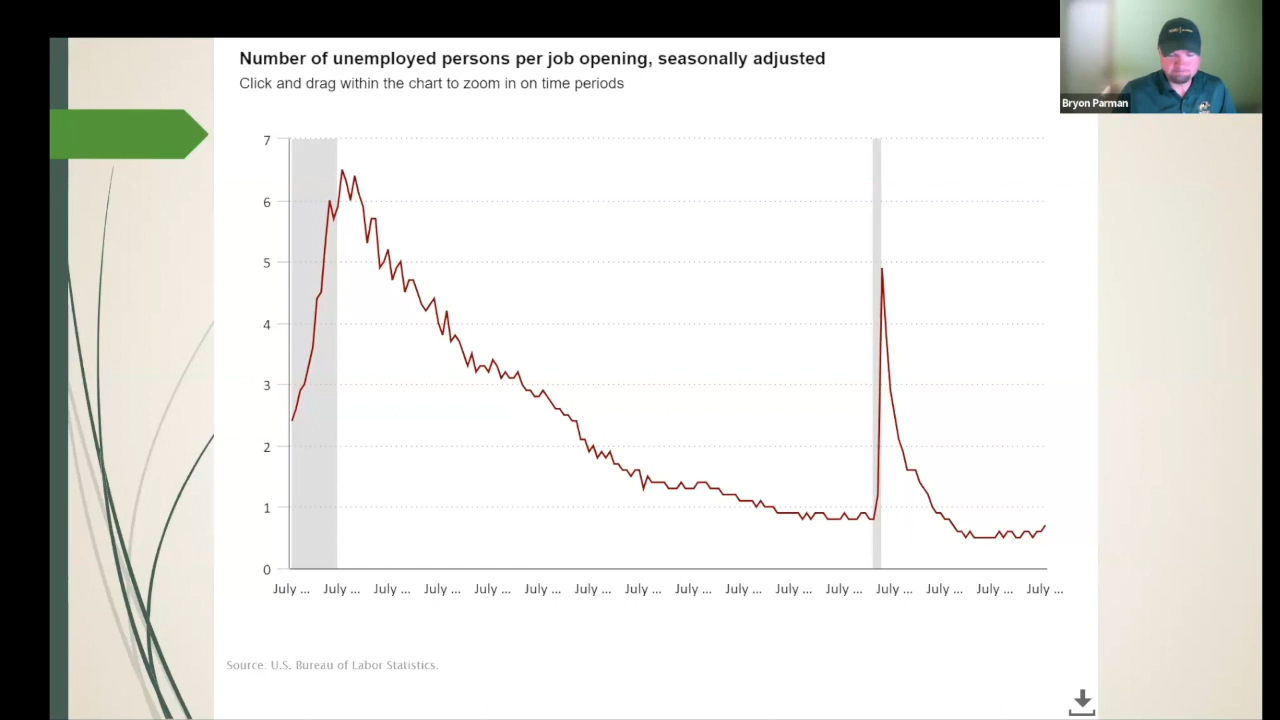 Number of unemployed persons per job opening, seasonally adjusted
Click and drag within the chart to zoom in on time periods
Bryon Parman
7
6
5
4
3
2
1
0
July ... July ... July ... July ... July ... July ... July ... July ... July ... July ... July ... July ... July ... July ... July ... July ...
Source: U.S. Bureau of Labor Statistics.